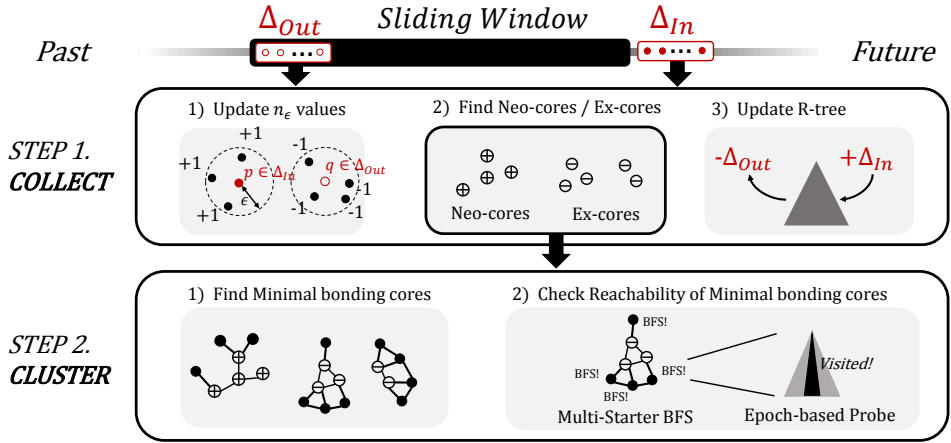 Δ_Out Sliding Window Δ_In
Past ... ... Future
1) Update n_ϵ values
2) Find Neo-cores / Ex-cores
3) Update R-tree
STEP 1.
COLLECT
+1
+1
+1
p ∈ Δ_In
ϵ
-1
-1
-1
-1
q ∈ Δ_Out
Neo-cores
Ex-cores
-Δ_Out
+Δ_In
1) Find Minimal bonding cores
2) Check Reachability of Minimal bonding cores
STEP 2.
CLUSTER
BFS!
BFS!
BFS!
BFS!
Visited!
Multi-Starter BFS
Epoch-based Probe